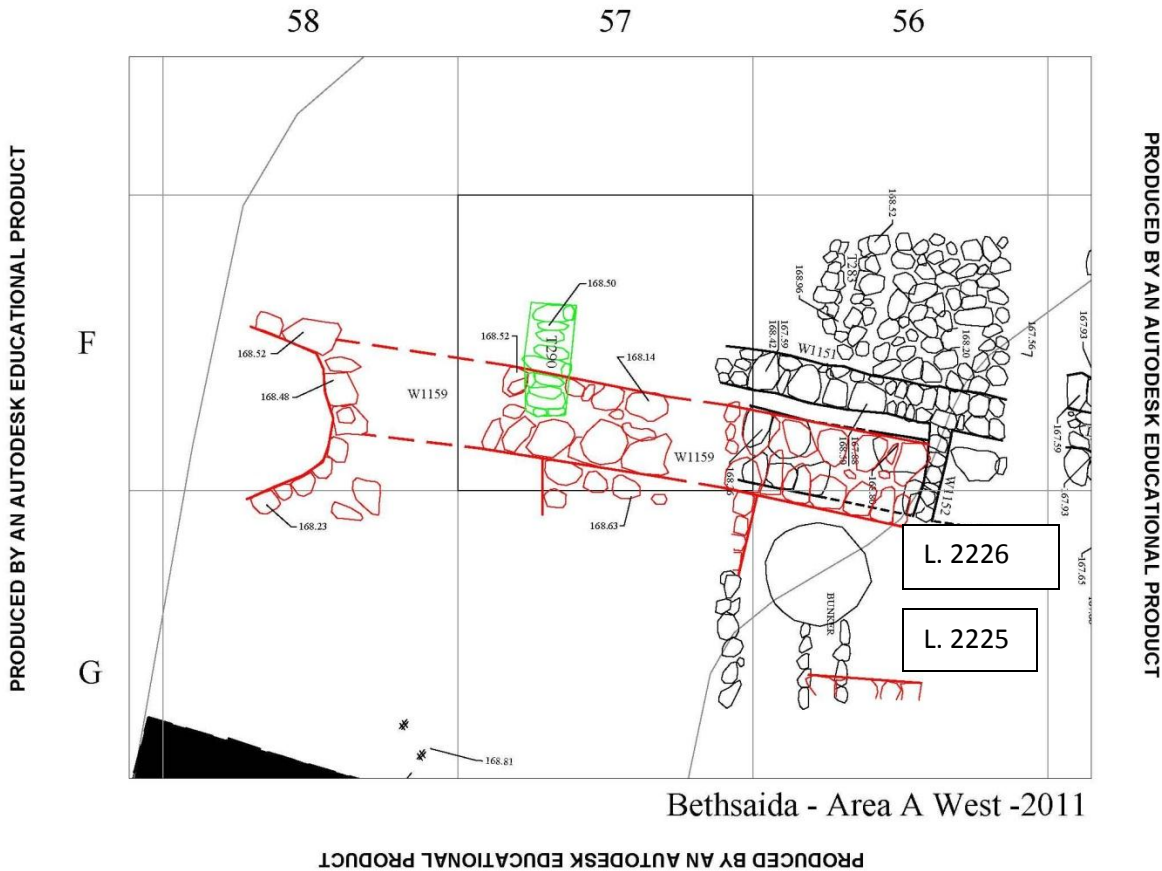 58
57
56
PRODUCED BY AN AUTODESK EDUCATIONAL PRODUCT
PRODUCED BY AN AUTODESK EDUCATIONAL PRODUCT
F
G
168.52
168.48
168.23
W1159
168.50
168.52
T290
168.14
W1159
168.63
168.52
T283
168.96
168.20
167.56
167.93
W1151
167.59
168.42
167.88
W1152
167.59
167.93
167.65
L. 2226
L. 2225
BUNKER
168.81
Bethsaida - Area A West -2011
PRODUCED BY AN AUTODESK EDUCATIONAL PRODUCT